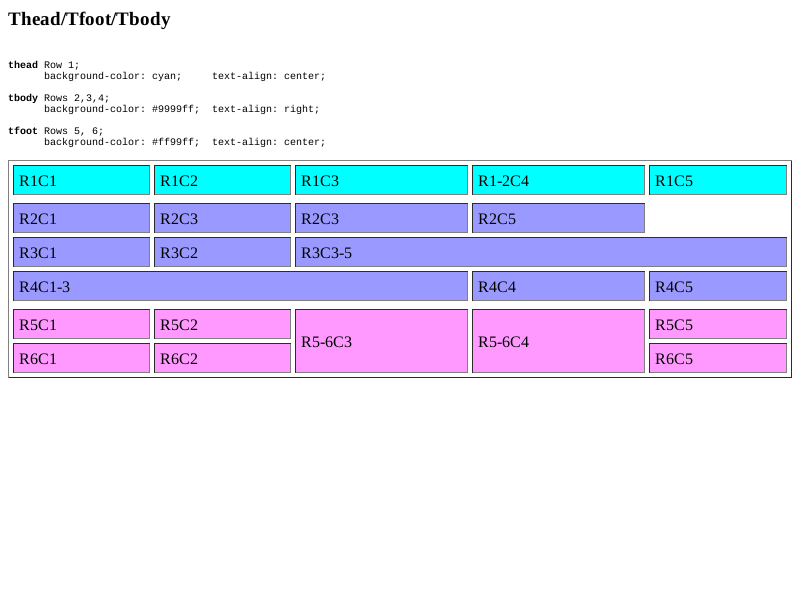 Thead/Tfoot/Tbody
thead Row 1;
background-color: cyan;     text-align: center;
tbody Rows 2,3,4;
background-color: #9999ff;  text-align: right;
tfoot Rows 5, 6;
background-color: #ff99ff;  text-align: center;
R1C1 R1C2 R1C3 R1-2C4 R1C5
R2C1 R2C3 R2C3 R2C5
R3C1 R3C2 R3C3-5
R4C1-3 R4C4 R4C5
R5C1 R5C2 R5-6C3 R5-6C4 R5C5
R6C1 R6C2 R6C5